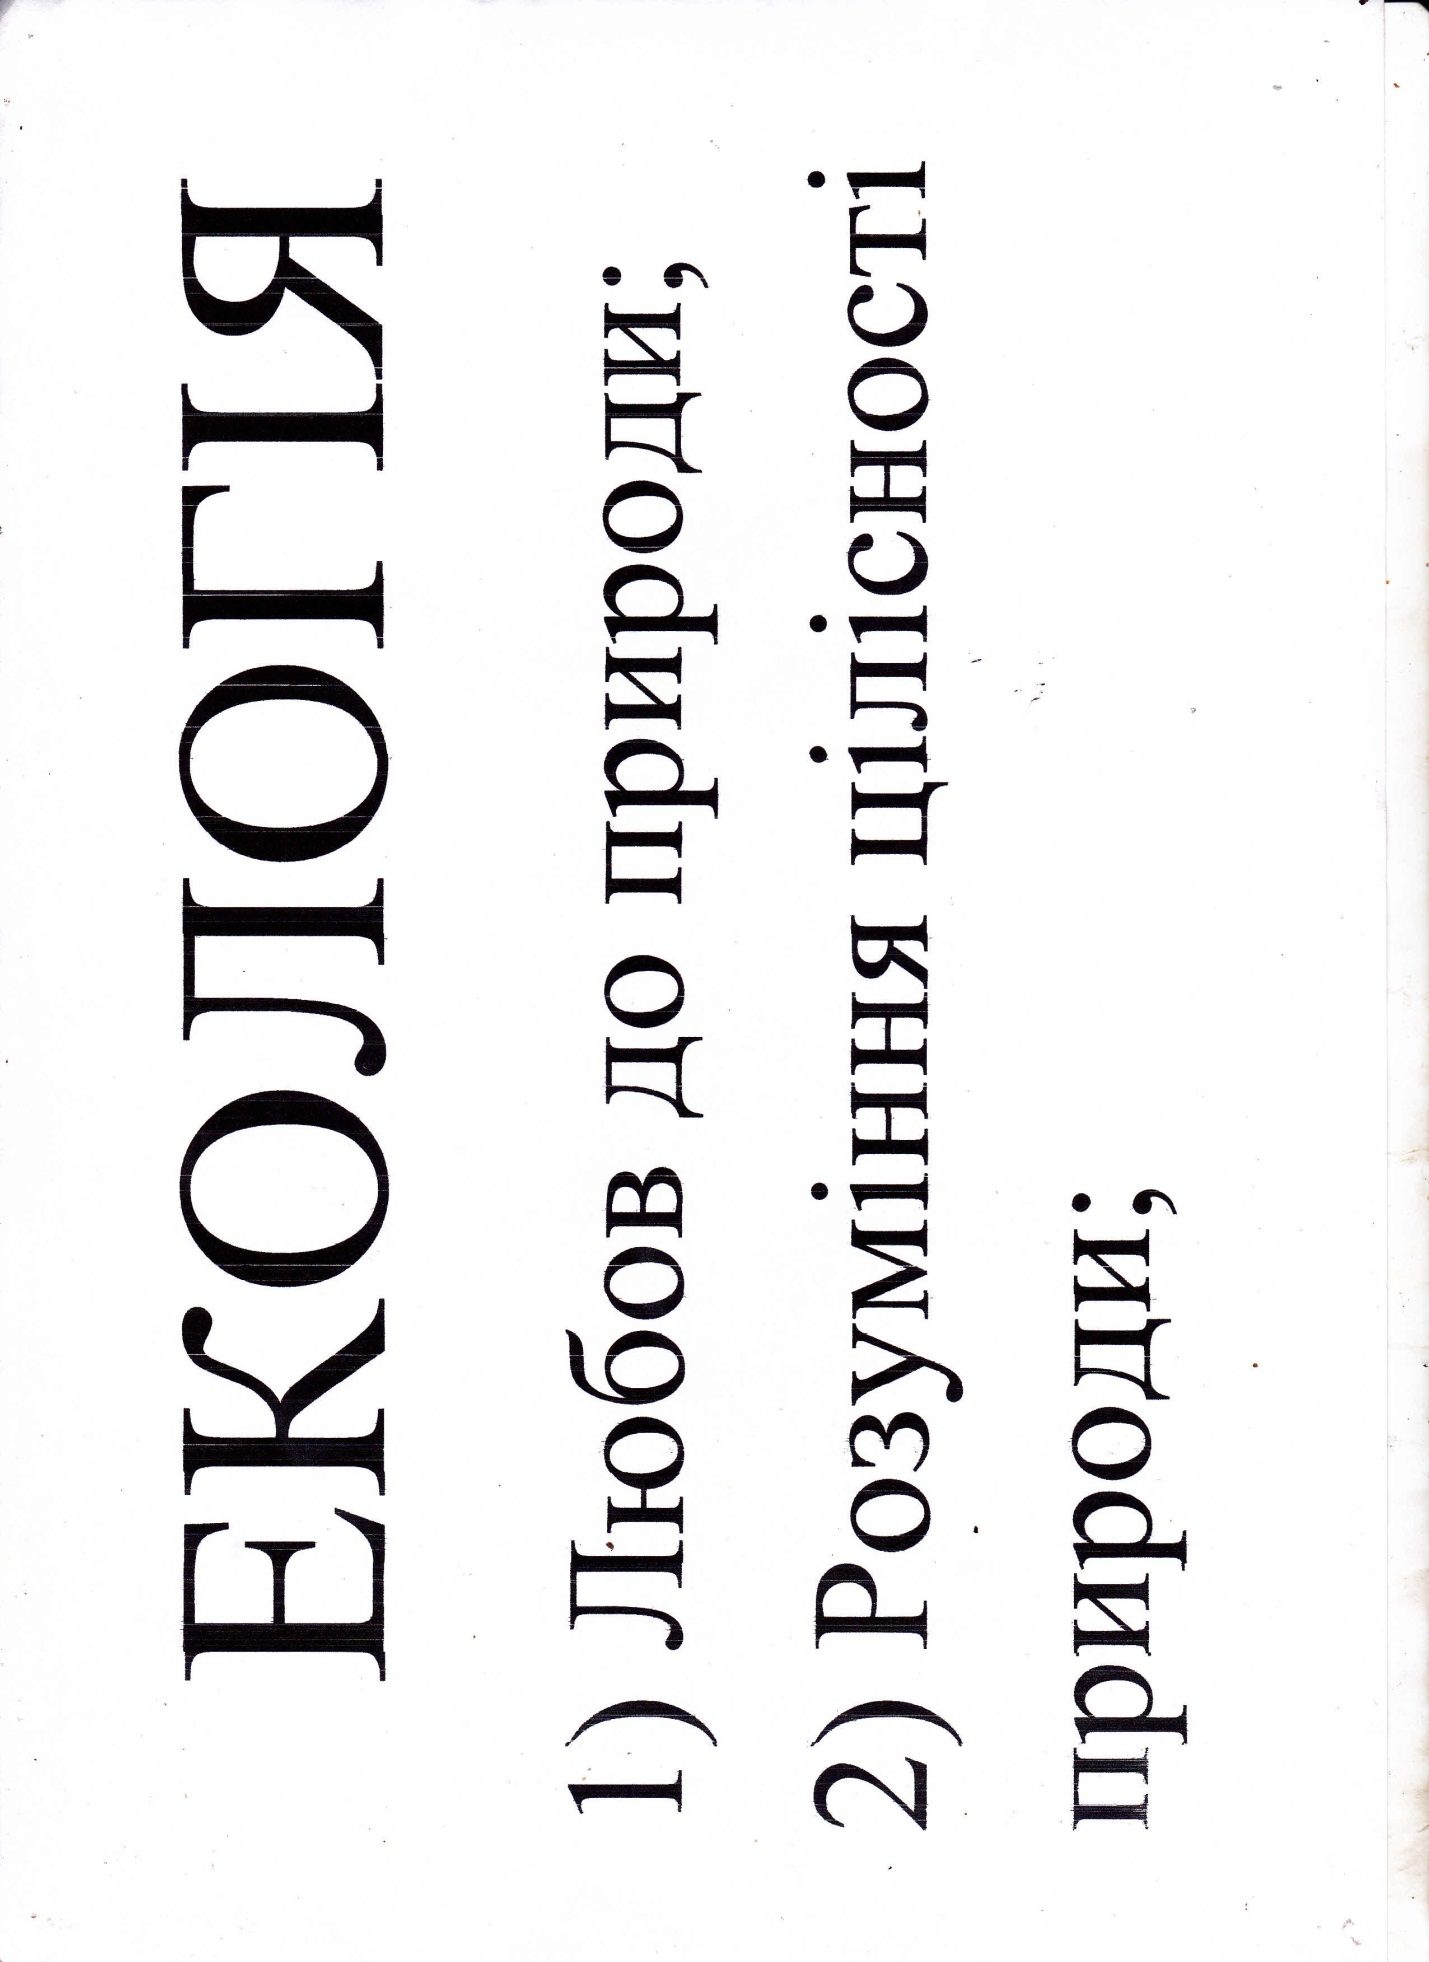 ЕКОЛОГІЯ
1) Любов до природи;
2) Розуміння цілісності
природи;